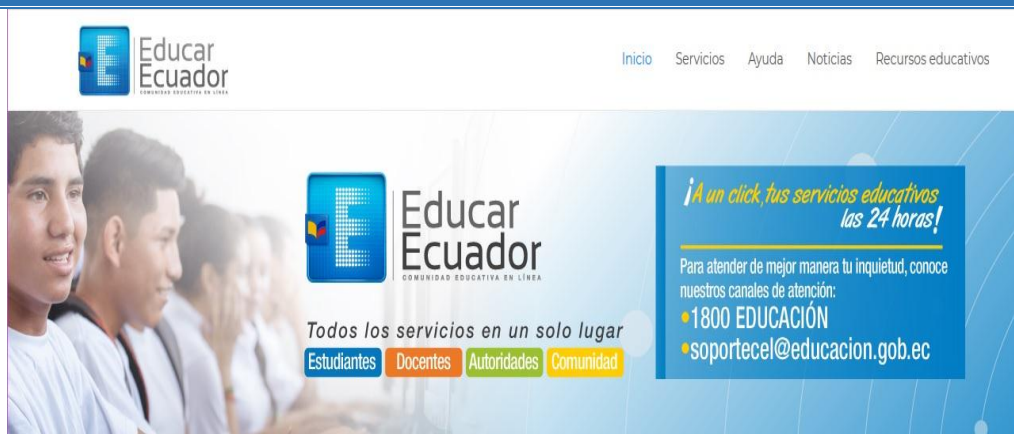 Educar
Ecuador
COMUNIDAD EDUCATIVA EN LÍNEA
Inicio Servicios Ayuda Noticias Recursos educativos
Educar
Ecuador
COMUNIDAD EDUCATIVA EN LÍNEA
Todos los servicios en un solo lugar
Estudiantes Docentes Autoridades Comunidad
¡A un click, tus servicios educativos
las 24 horas!
Para atender de mejor manera tu inquietud, conoce
nuestros canales de atención:
•1800 EDUCACIÓN
•soportecel@educacion.gob.ec